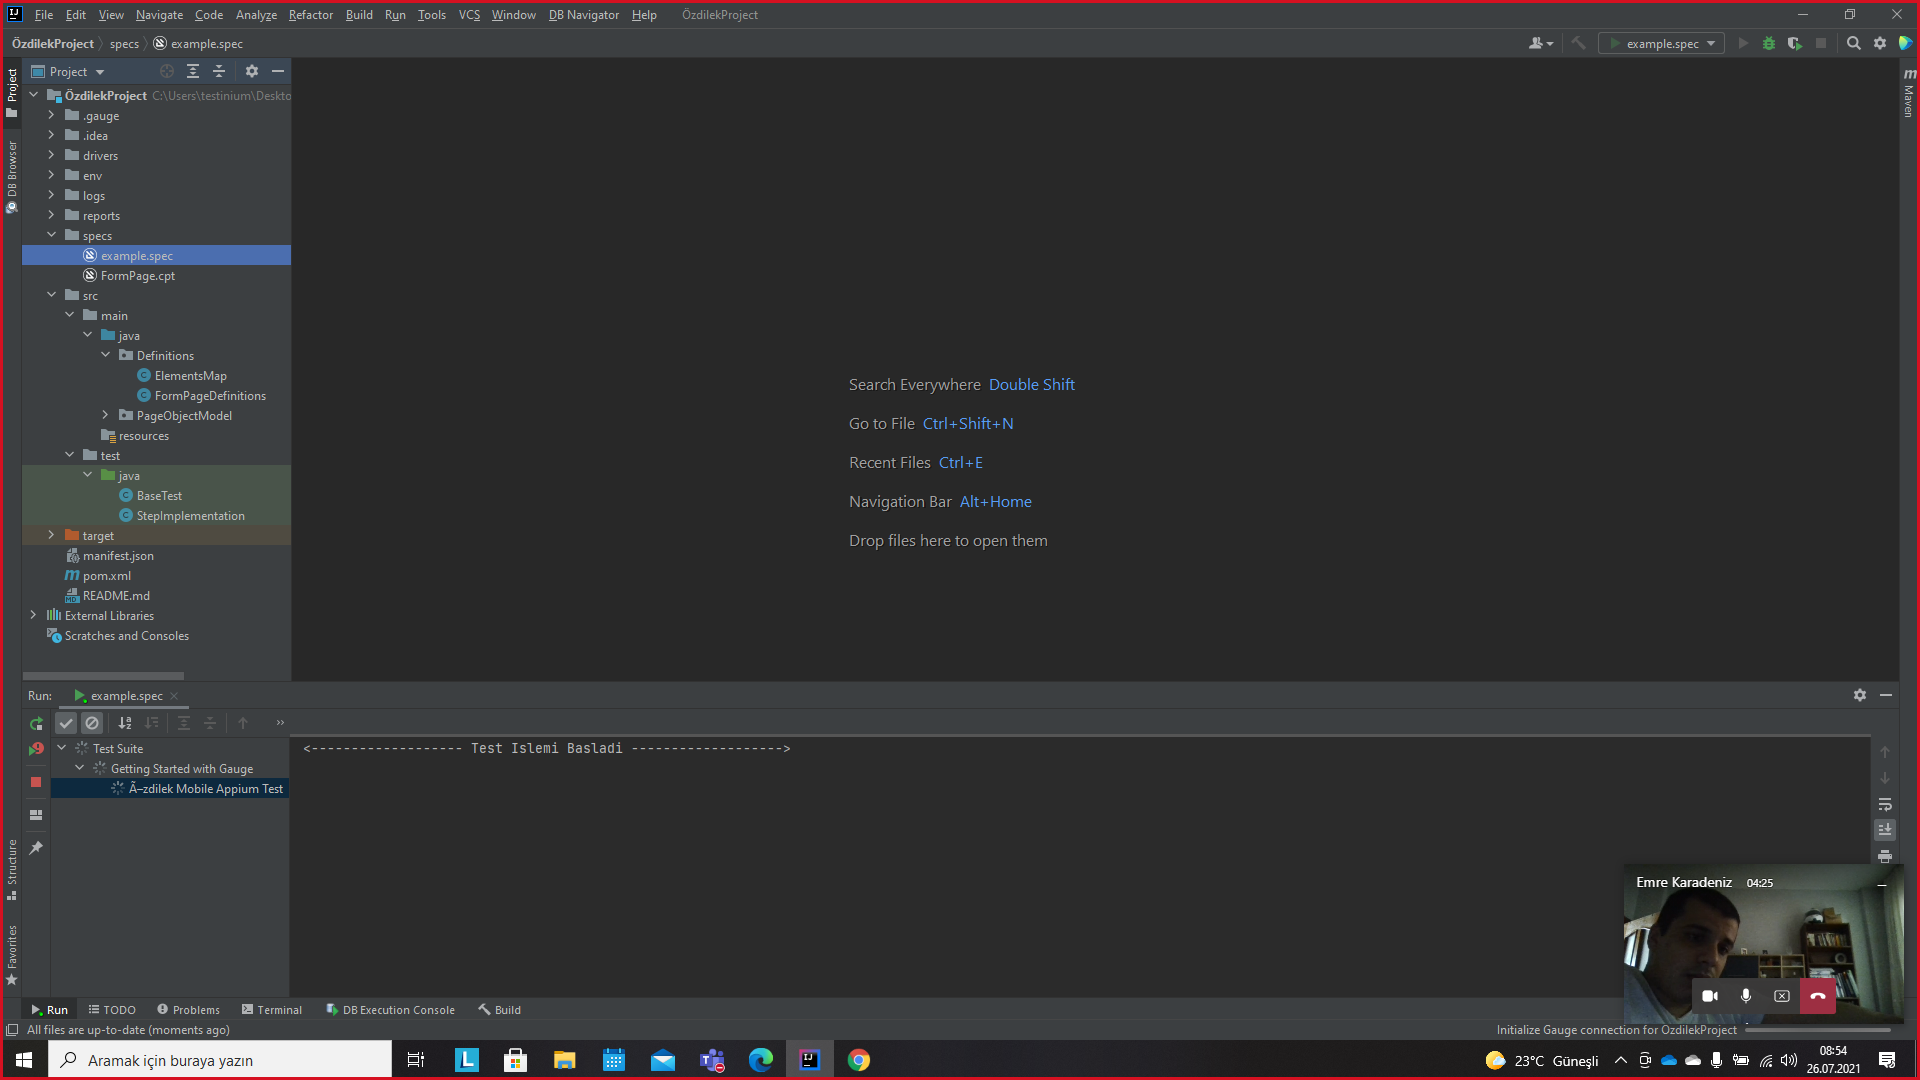 File Edit View Navigate Code Analyze Refactor Build Run Tools VCS Window DB Navigator Help ÖzdilekProject
ÖzdilekProject specs example.spec
example.spec
Project
ÖzdilekProject C:\Users\testinium\Deskto
.gauge
.idea
drivers
env
logs
reports
specs
example.spec
FormPage.cpt
src
main
java
Definitions
ElementsMap
FormPageDefinitions
PageObjectModel
resources
test
java
BaseTest
StepImplementation
target
manifest.json
pom.xml
README.md
External Libraries
Scratches and Consoles
Project
DB Browser
Structure
Favorites
Maven
Search Everywhere Double Shift
Go to File Ctrl+Shift+N
Recent Files Ctrl+E
Navigation Bar Alt+Home
Drop files here to open them
Run: example.spec
Test Suite
Getting Started with Gauge
Ã–zdilek Mobile Appium Test
<------------------- Test Islemi Basladi ------------------->
Emre Karadeniz 04:25
Run TODO Problems Terminal DB Execution Console Build
All files are up-to-date (moments ago)
Initialize Gauge connection for OzdilekProject
Aramak için buraya yazın
23°C Güneşli
08:54
26.07.2021